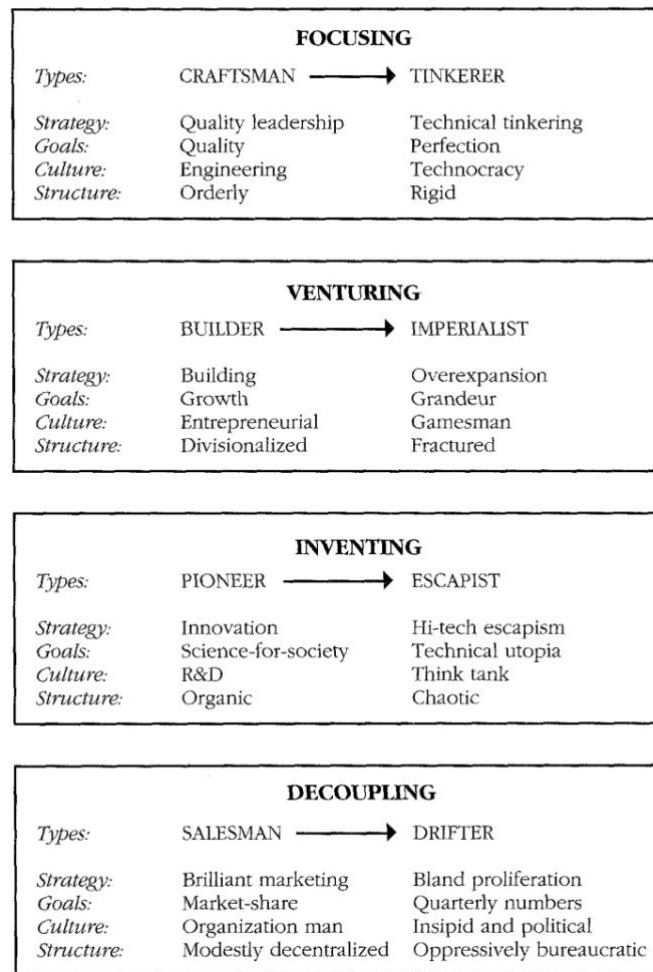 FOCUSING
Types: CRAFTSMAN TINKERER
Strategy: Quality leadership Technical tinkering
Goals: Quality Perfection
Culture: Engineering Technocracy
Structure: Orderly Rigid
VENTURING
Types: BUILDER IMPERIALIST
Strategy: Building Overexpansion
Goals: Growth Grandeur
Culture: Entrepreneurial Gamesman
Structure: Divisionalized Fractured
INVENTING
Types: PIONEER ESCAPIST
Strategy: Innovation Hi-tech escapism
Goals: Science-for-society Technical utopia
Culture: R&D Think tank
Structure: Organic Chaotic
DECOUPLING
Types: SALESMAN DRIFTER
Strategy: Brilliant marketing Bland proliferation
Goals: Market-share Quarterly numbers
Culture: Organization man Insipid and political
Structure: Modestly decentralized Oppressively bureaucratic